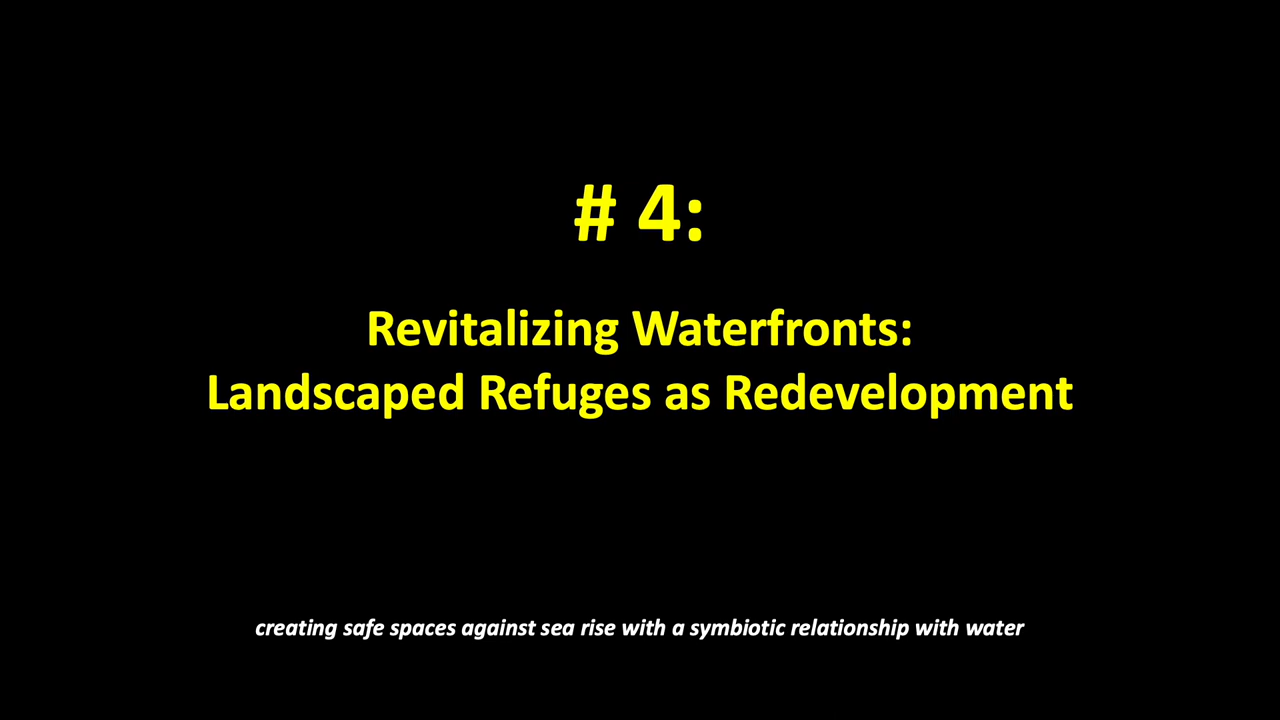 # 4:
Revitalizing Waterfronts:
Landscaped Refuges as Redevelopment
creating safe spaces against sea rise with a symbiotic relationship with water